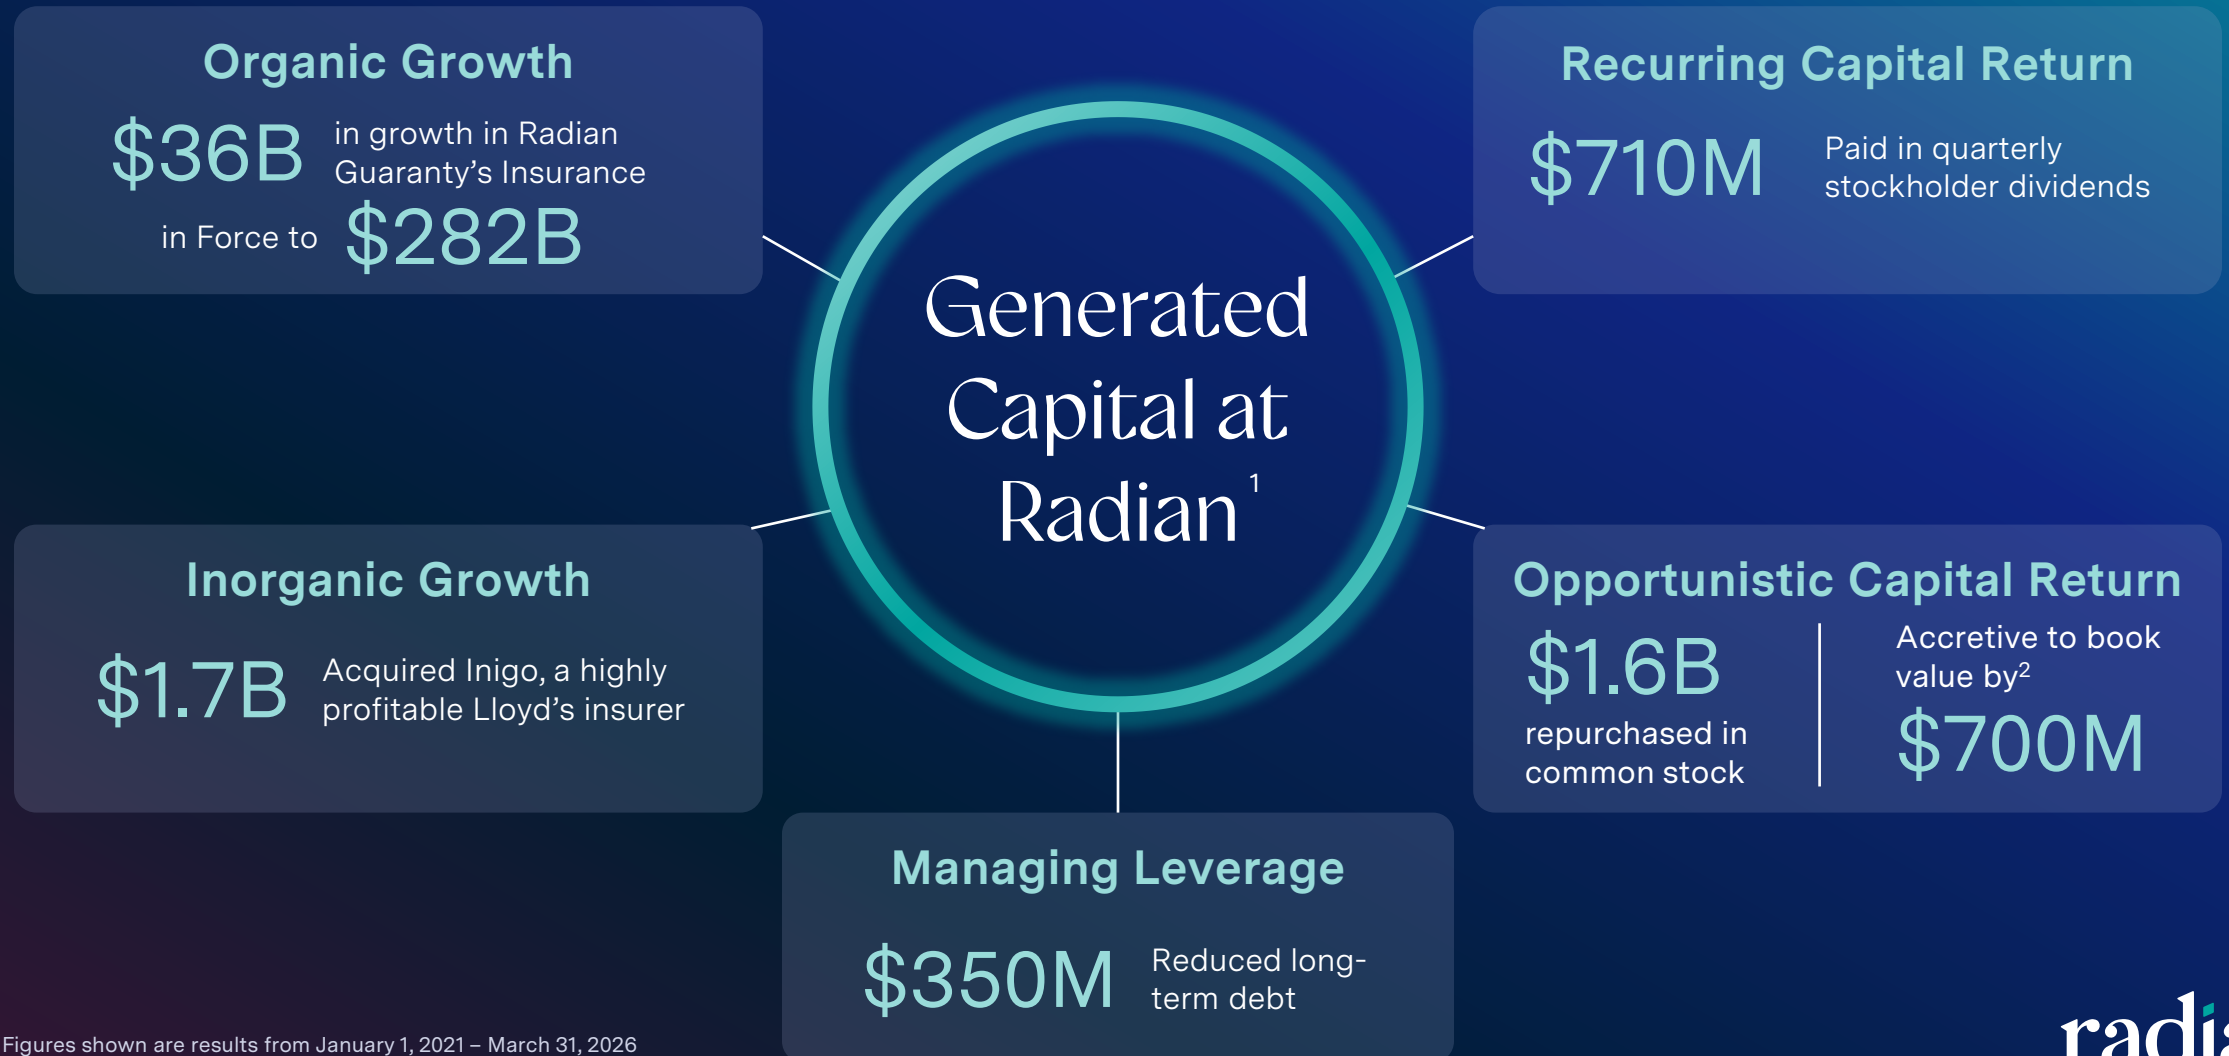 Organic Growth
$36B in growth in Radian
Guaranty’s Insurance
in Force to $282B
Recurring Capital Return
$710M Paid in quarterly
stockholder dividends
Generated
Capital at
Radian¹
Inorganic Growth
$1.7B Acquired Inigo, a highly
profitable Lloyd’s insurer
Opportunistic Capital Return
$1.6B
repurchased in
common stock
Accretive to book
value by²
$700M
Managing Leverage
$350M Reduced long-
term debt
Figures shown are results from January 1, 2021 – March 31, 2026